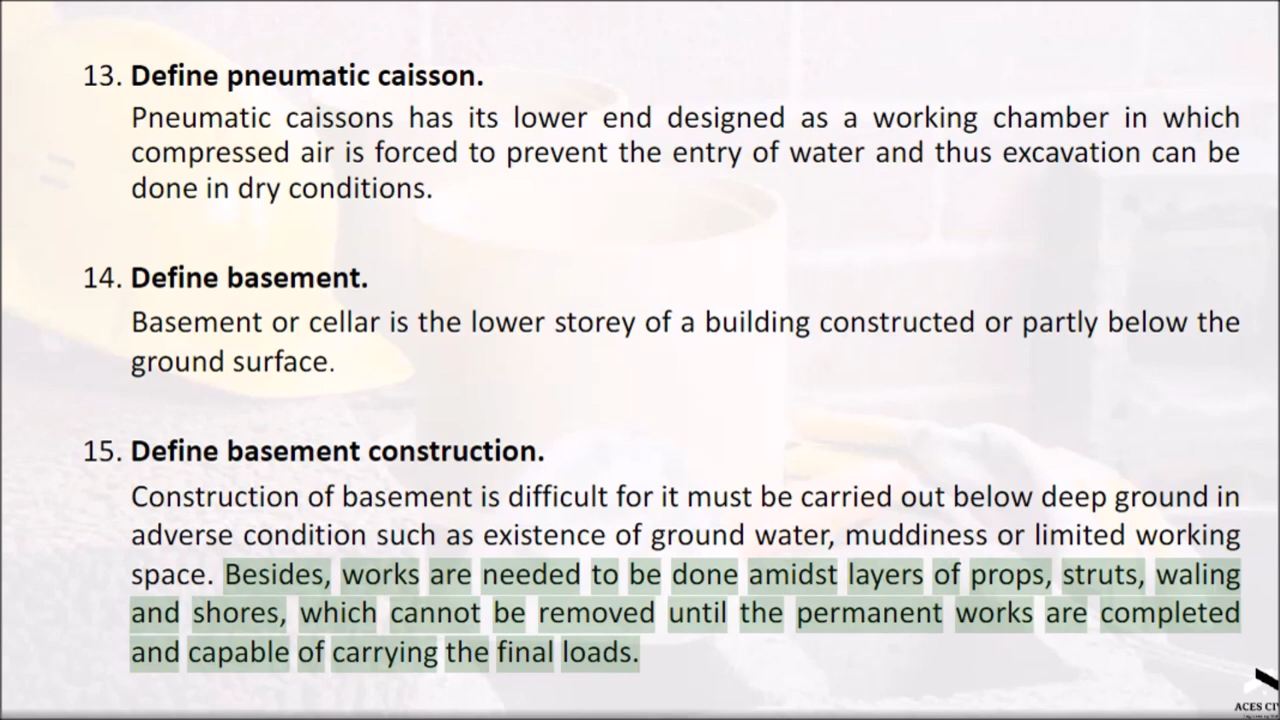 13. Define pneumatic caisson.
Pneumatic caissons has its lower end designed as a working chamber in which
compressed air is forced to prevent the entry of water and thus excavation can be
done in dry conditions.
14. Define basement.
Basement or cellar is the lower storey of a building constructed or partly below the
ground surface.
15. Define basement construction.
Construction of basement is difficult for it must be carried out below deep ground in
adverse condition such as existence of ground water, muddiness or limited working
space. Besides, works are needed to be done amidst layers of props, struts, waling
and shores, which cannot be removed until the permanent works are completed
and capable of carrying the final loads.
ACES CI